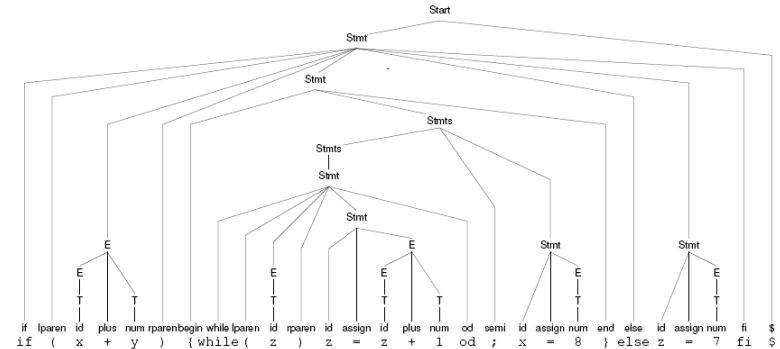 Start
Stmt
Stmt
Stmts
Stmts
Stmt
Stmt
E E Stmt Stmt
E E E E E
T T T T T T T
if lparen id plus num rparen begin while lparen id rparen id assign id plus num od semi id assign num end else id assign num fi $
if ( x + y ) { while ( z ) z = z + 1 od ; x = 8 } else z = 7 fi $